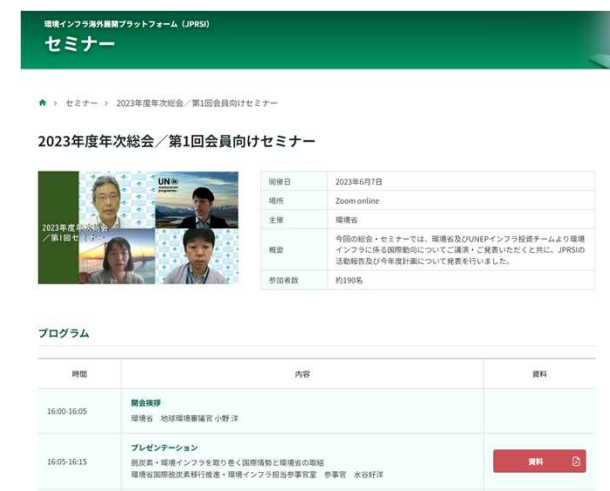 環境インフラ海外展開プラットフォーム（JPRSI）
セミナー
セミナー > 2023年度年次総会／第1回会員向けセミナー
2023年度年次総会／第1回会員向けセミナー
UN
environment
programme
2023年度年次総会
／第1回セミナー
開催日 2023年6月7日
場所 Zoom online
主催 環境省
概要 今回の総会・セミナーでは、環境省及びUNEPインフラ投資チームより環境
インフラに係る国際動向についてご講演・ご発表いただくと共に、JPRSIの
活動報告及び今年度計画について発表を行いました。
参加者数 約190名
プログラム
時間 内容 資料
16:00-16:05 開会挨拶
環境省 地球環境審議官 小野 洋
16:05-16:15 プレゼンテーション
脱炭素・環境インフラを取り巻く国際情勢と環境省の取組
環境省国際脱炭素移行推進・環境インフラ担当参事官室 参事官 水谷好洋
資料